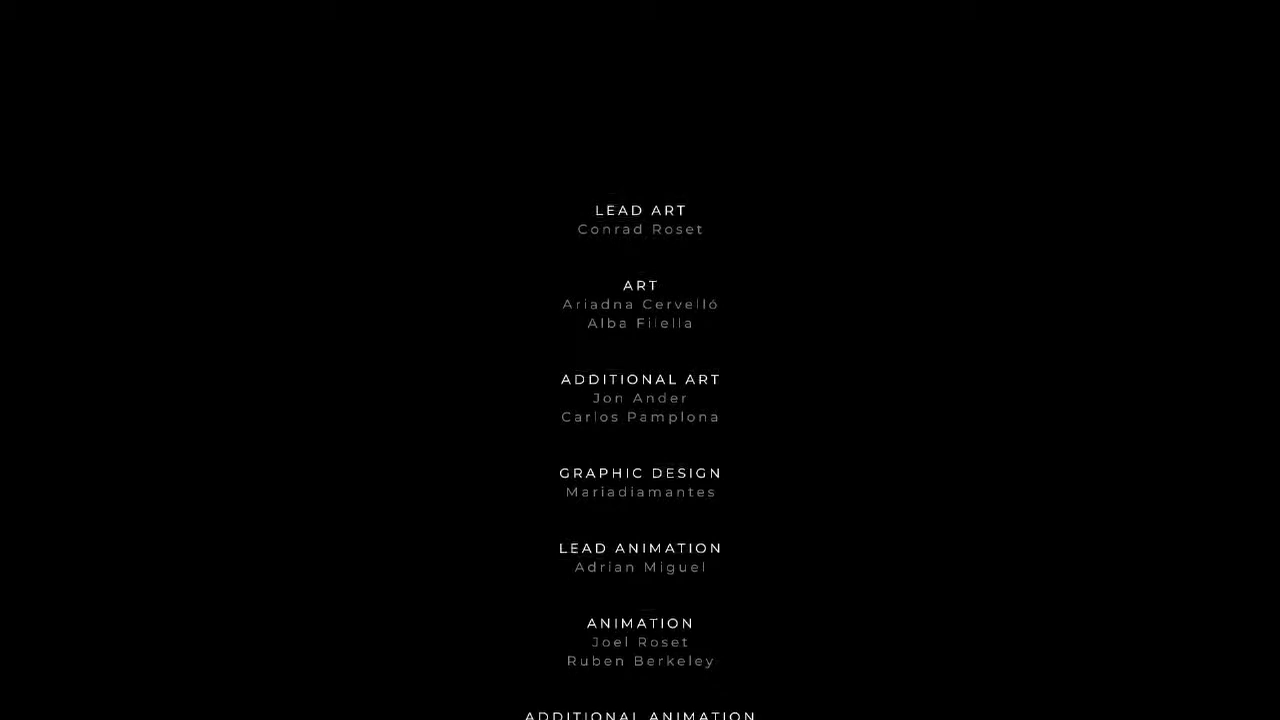 LEAD ART
Conrad Roset
ART
Ariadna Cervelló
Alba Filella
ADDITIONAL ART
Jon Ander
Carlos Pamplona
GRAPHIC DESIGN
Mariadiamantes
LEAD ANIMATION
Adrian Miguel
ANIMATION
Joel Roset
Ruben Berkeley
ADDITIONAL ANIMATION